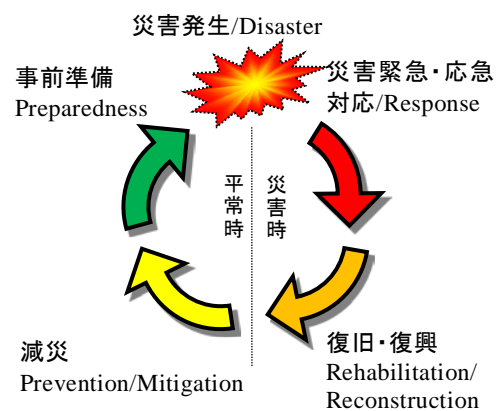 災害発生/Disaster
災害緊急・応急
対応/Response
事前準備
Preparedness
平常時
災害時
減災
Prevention/Mitigation
復旧・復興
Rehabilitation/
Reconstruction